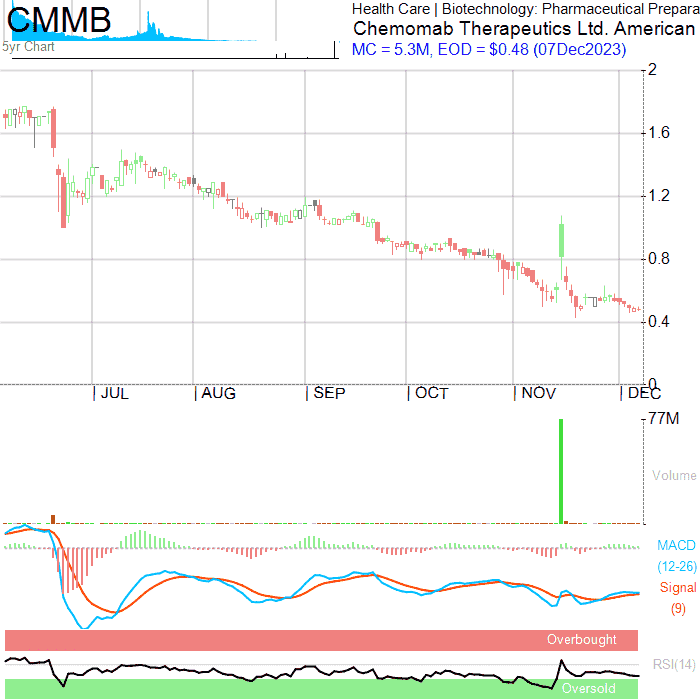 CMMB
5yr Chart
Health Care | Biotechnology: Pharmaceutical Prepara
Chemomab Therapeutics Ltd. American
MC = 5.3M, EOD = $0.48 (07Dec2023)
2
1.6
1.2
0.8
0.4
0
JUL
AUG
SEP
OCT
NOV
DEC
77M
Volume
MACD
(12-26)
Signal
(9)
Overbought
RSI(14)
Oversold